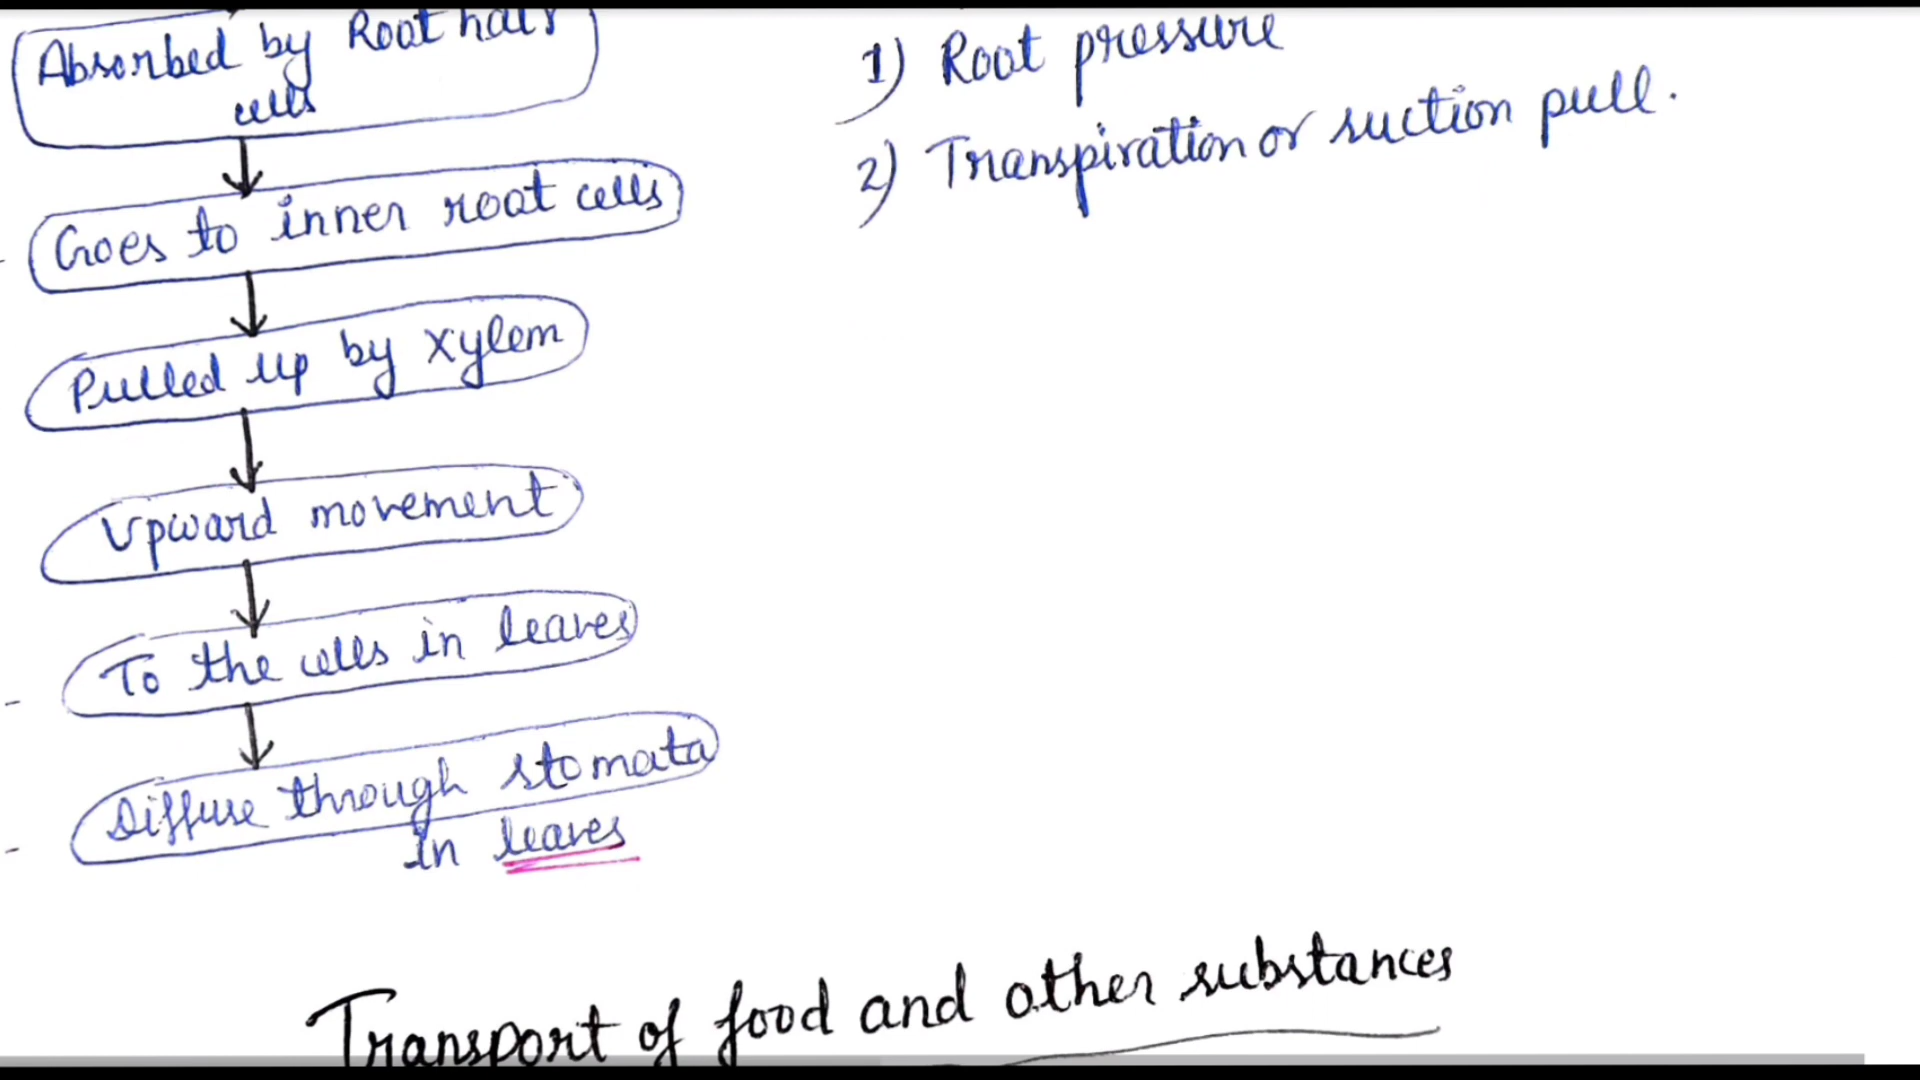 Absorbed by Root hair
cells
Goes to inner root cells
Pulled up by xylem
Upward movement
To the cells in leaves
Diffuse through stomata
in leaves
1) Root pressure
2) Transpiration or suction pull.
Transport of food and other substances